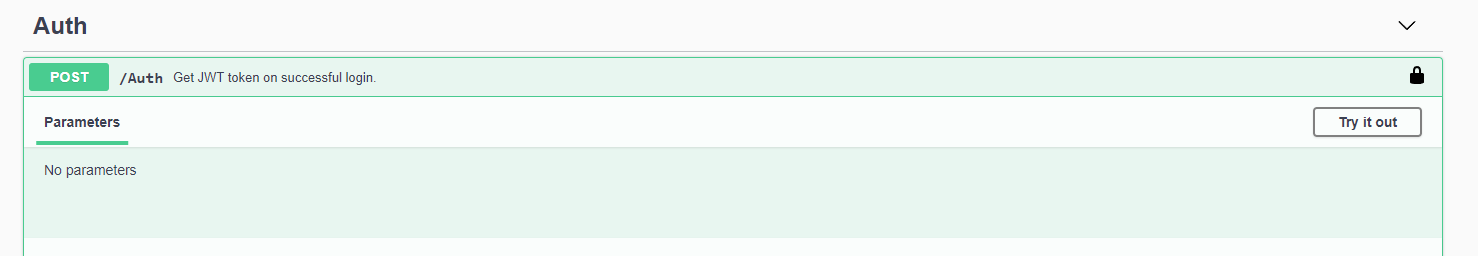 Auth
POST /Auth Get JWT token on successful login.
Parameters Try it out
No parameters